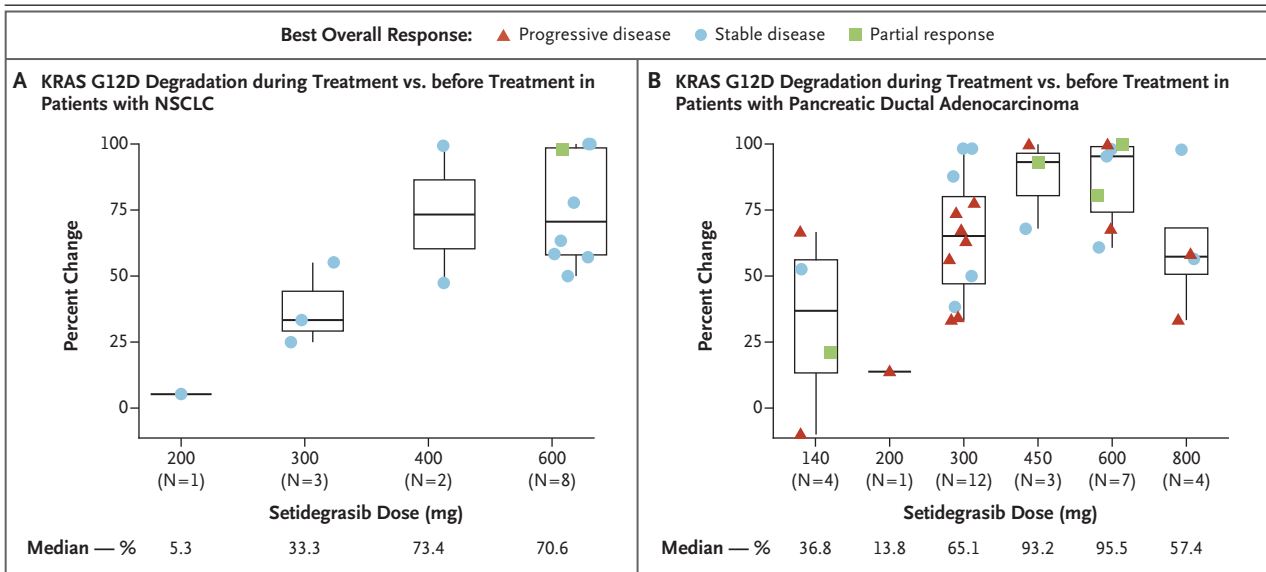 Best Overall Response: Progressive disease Stable disease Partial response
A KRAS G12D Degradation during Treatment vs. before Treatment in
Patients with NSCLC
Percent Change
100
75
50
25
0
200 300 400 600
(N=1) (N=3) (N=2) (N=8)
Setidegrasib Dose (mg)
Median — % 5.3 33.3 73.4 70.6
B KRAS G12D Degradation during Treatment vs. before Treatment in
Patients with Pancreatic Ductal Adenocarcinoma
Percent Change
100
75
50
25
0
140 200 300 450 600 800
(N=4) (N=1) (N=12) (N=3) (N=7) (N=4)
Setidegrasib Dose (mg)
36.8 13.8 65.1 93.2 95.5 57.4
Median — %